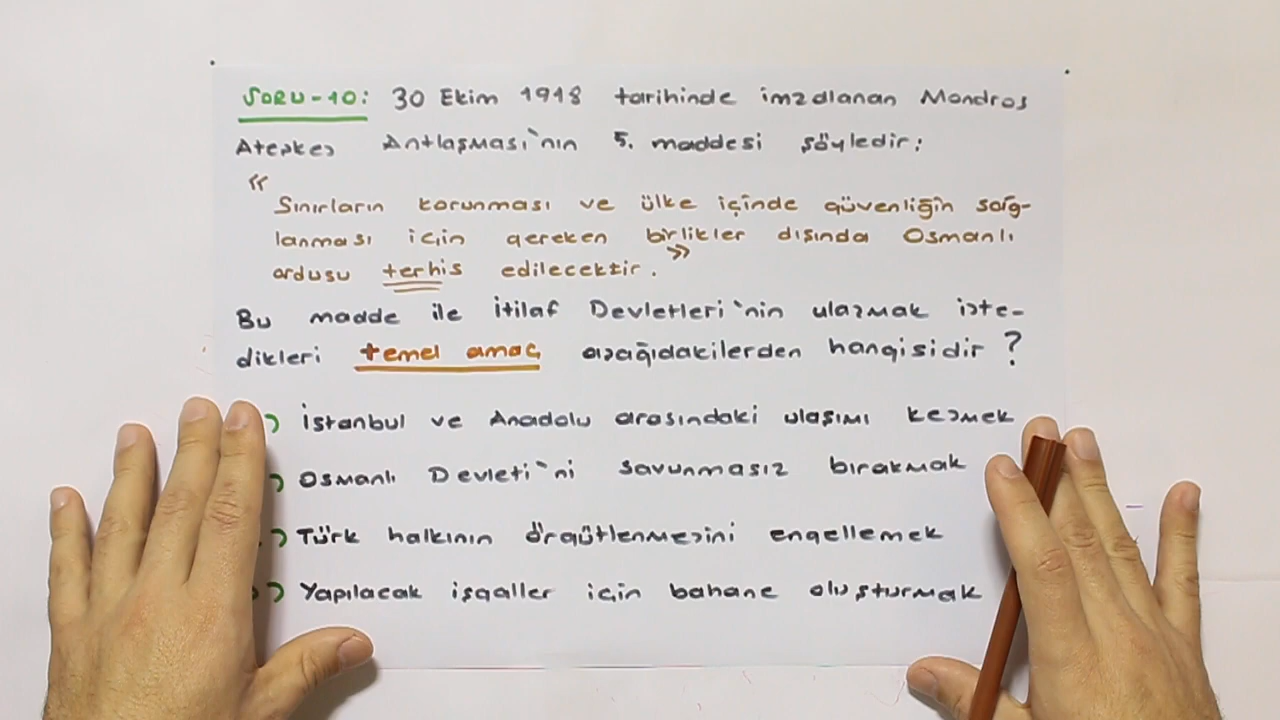 SORU-10: 30 Ekim 1918 tarihinde imzalanan Mondros
Ateşkes Antlaşması'nın 5. maddesi şöyledir:
"Sınırların korunması ve ülke içinde güvenliğin sağ-
lanması için gereken birlikler dışında Osmanlı
ordusu terhis edilecektir."
Bu madde ile İtilaf Devletleri'nin ulaşmak iste-
dikleri temel amaç aşağıdakilerden hangisidir?
) İstanbul ve Anadolu arasındaki ulaşımı kesmek
) Osmanlı Devleti'ni savunmasız bırakmak
) Türk halkının örgütlenmesini engellemek
) Yapılacak işgaller için bahane oluşturmak